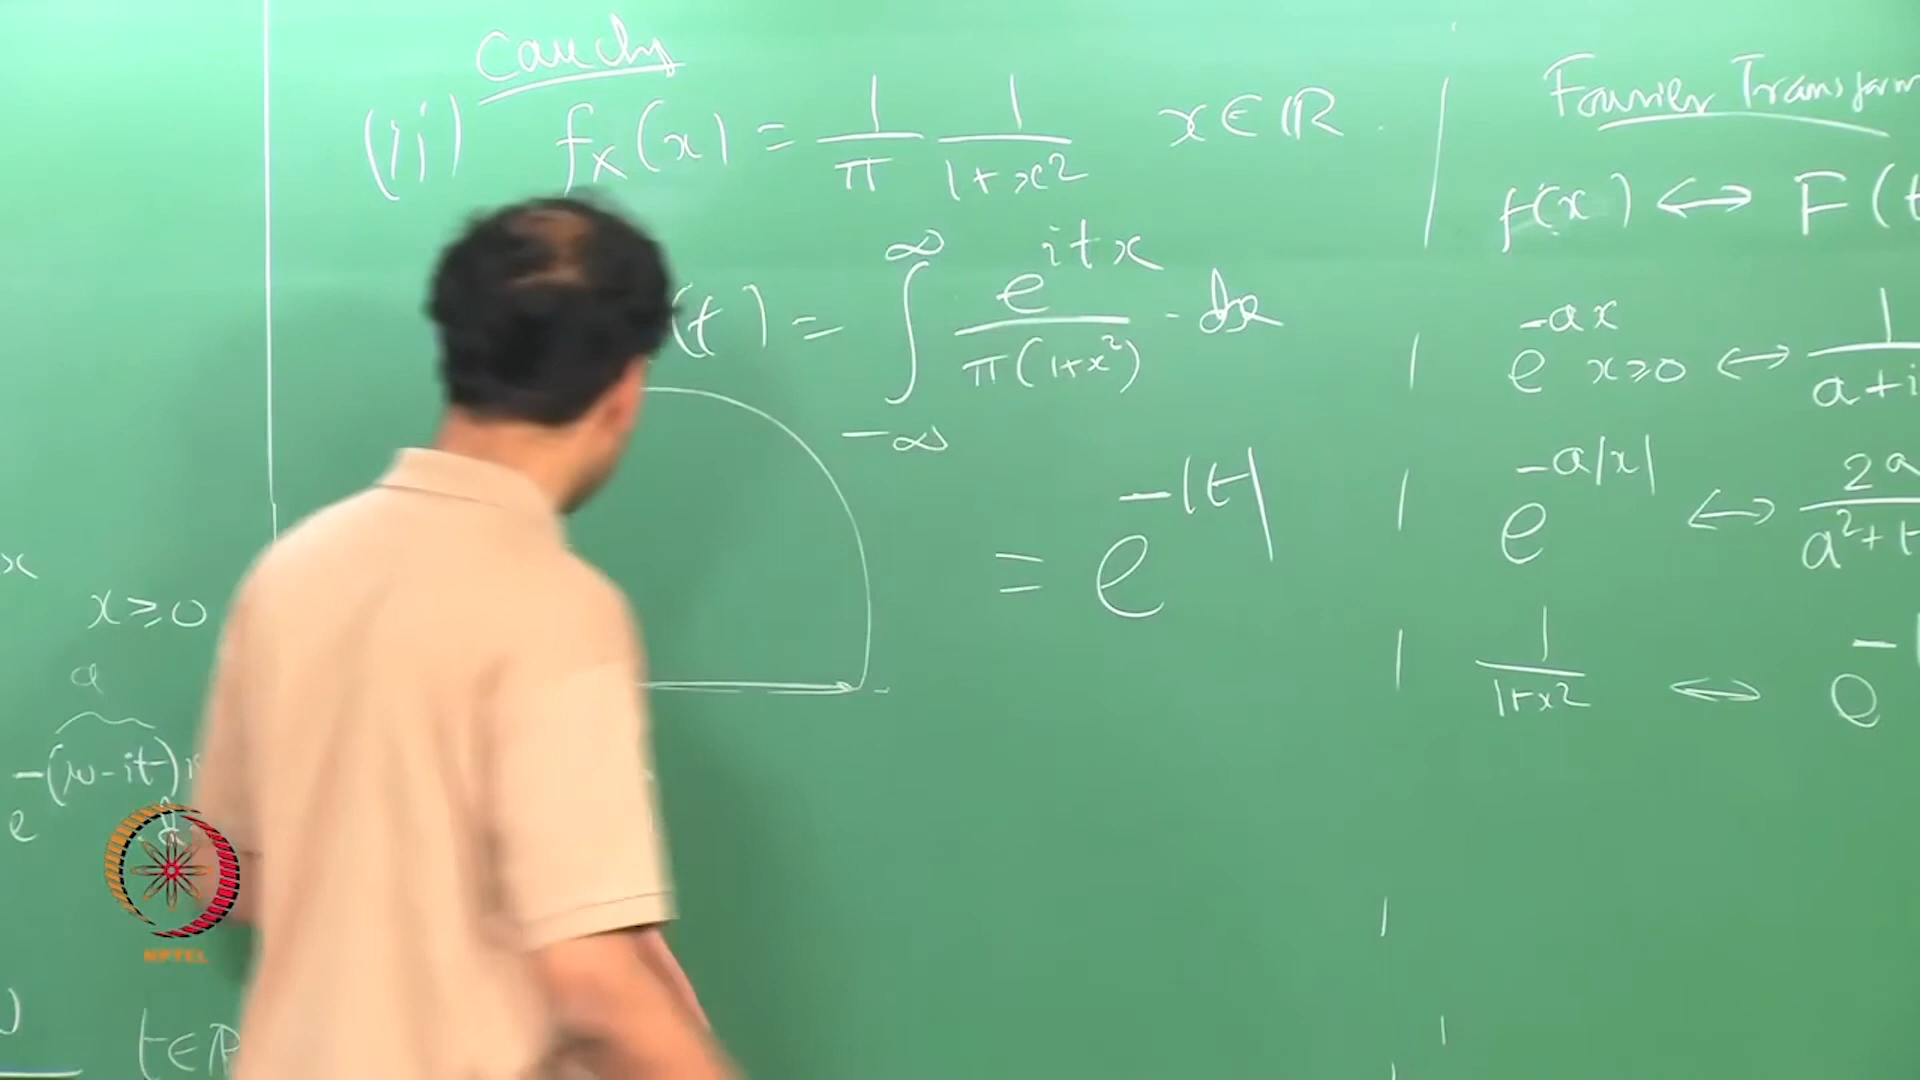 Cauchy
(ii) f_X(x) = 1/π 1/(1+x²) x ∈ ℝ.
(t) = ∫_{-∞}^{∞} e^{itx}/(π(1+x²)) · dx
= e^{-|t|}
Fourier Transform
f(x) ↔ F(t
e^{-ax} x≥0 ↔ 1/(a+i
e^{-a|x|} ↔ 2a/(a²+t
1/(1+x²) ↔ e^{-|
x
x≥0
a
e^{-(λ-it)
t∈ℝ
NPTEL